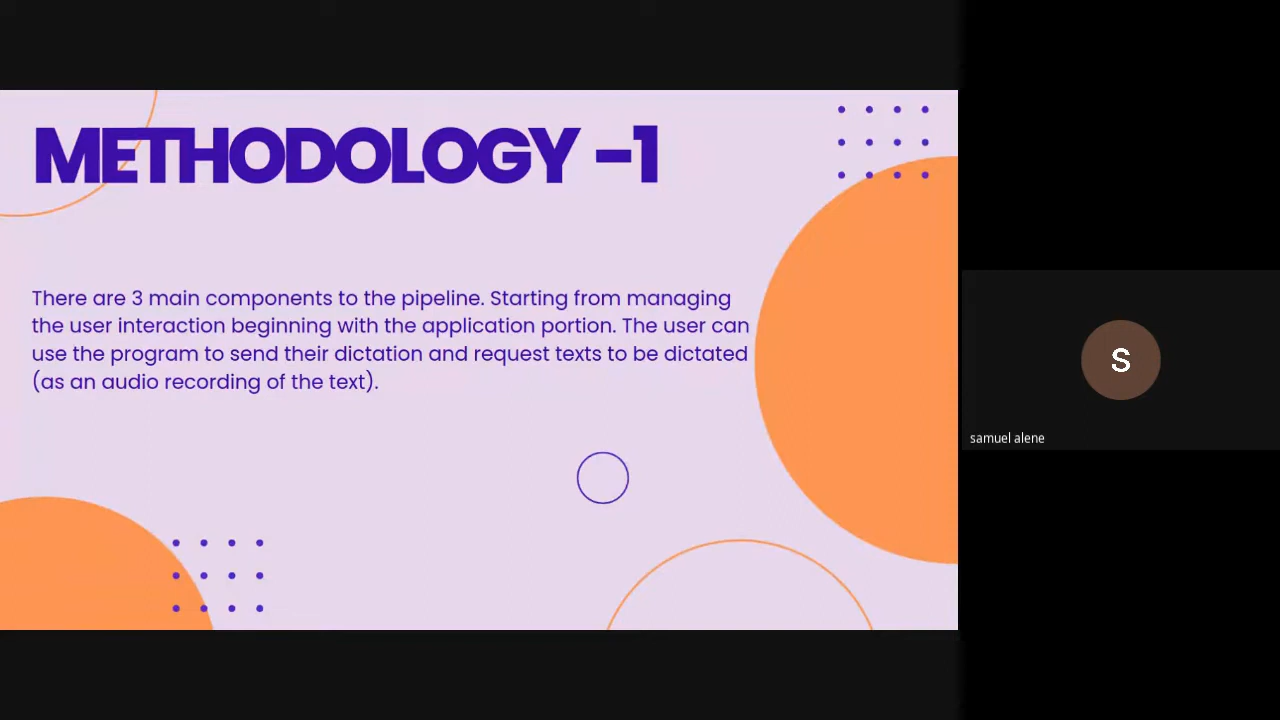 METHODOLOGY -1
There are 3 main components to the pipeline. Starting from managing
the user interaction beginning with the application portion. The user can
use the program to send their dictation and request texts to be dictated
(as an audio recording of the text).
S
samuel alene